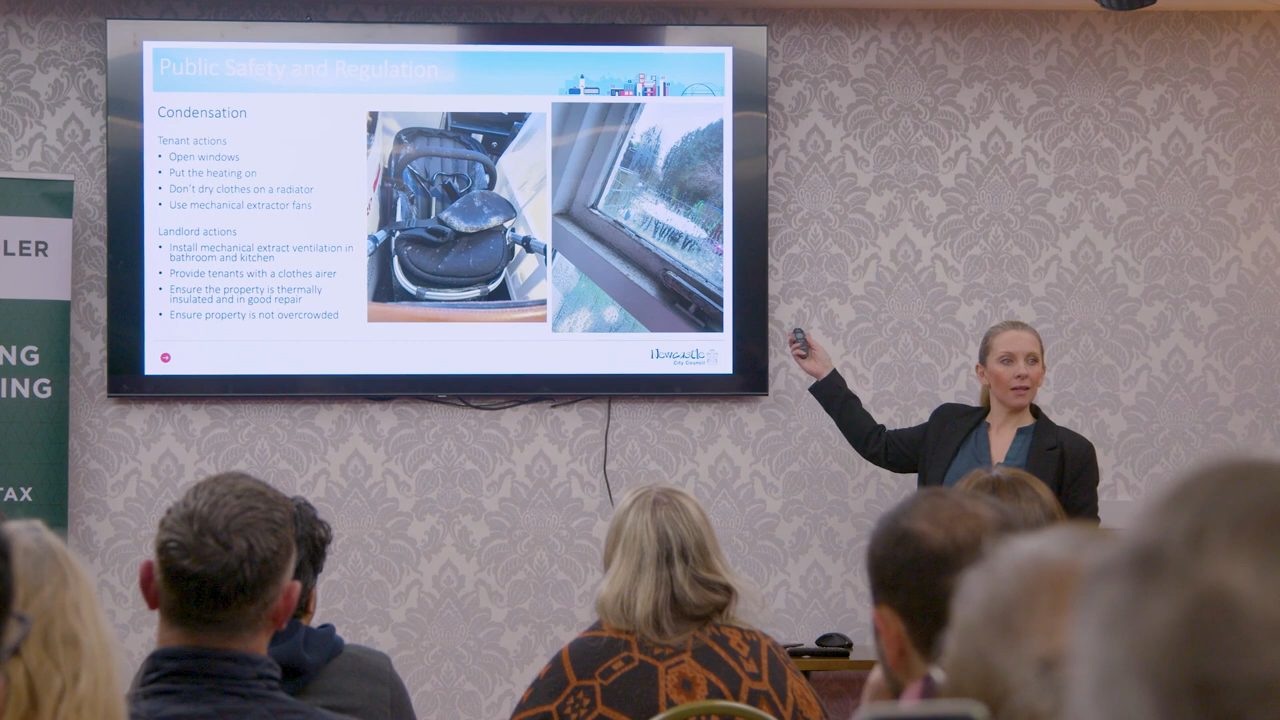 Public Safety and Regulation
Condensation
Tenant actions
• Open windows
• Put the heating on
• Don't dry clothes on a radiator
• Use mechanical extractor fans
Landlord actions
• Install mechanical extract ventilation in
bathroom and kitchen
• Provide tenants with a clothes airer
• Ensure the property is thermally
insulated and in good repair
• Ensure property is not overcrowded
Newcastle
City Council
LER
NG
ING
TAX